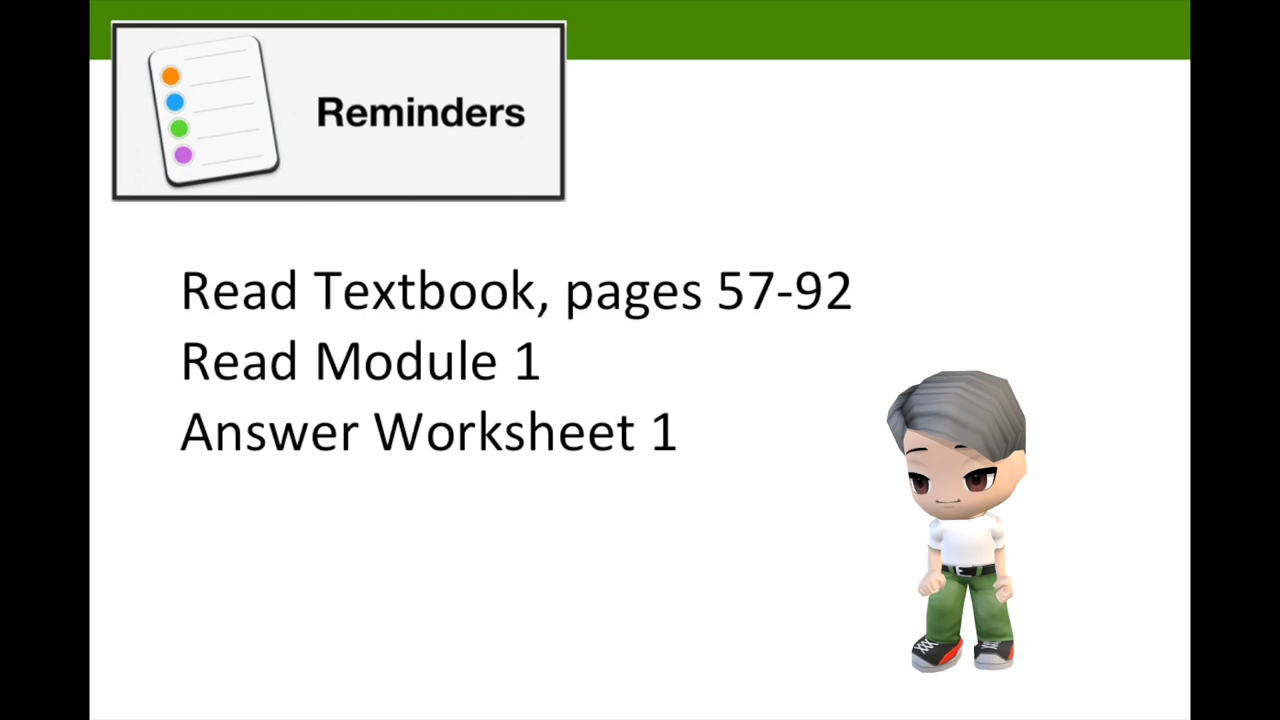 Reminders
Read Textbook, pages 57-92
Read Module 1
Answer Worksheet 1